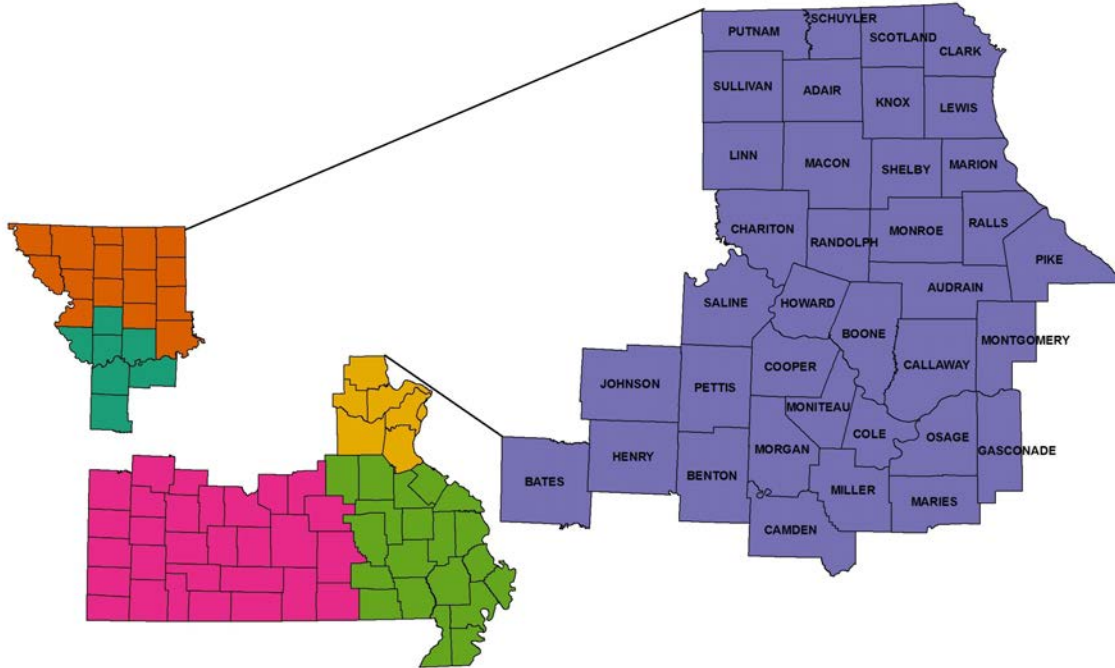 SCHUYLER
PUTNAM
SCOTLAND
CLARK
SULLIVAN
ADAIR
KNOX
LEWIS
LINN
MACON
SHELBY
MARION
CHARITON
RANDOLPH
MONROE
RALLS
PIKE
AUDRAIN
SALINE
HOWARD
BOONE
MONTGOMERY
CALLAWAY
COOPER
JOHNSON
PETTIS
MONITEAU
COLE
OSAGE
GASCONADE
MORGAN
HENRY
BENTON
BATES
MILLER
MARIES
CAMDEN